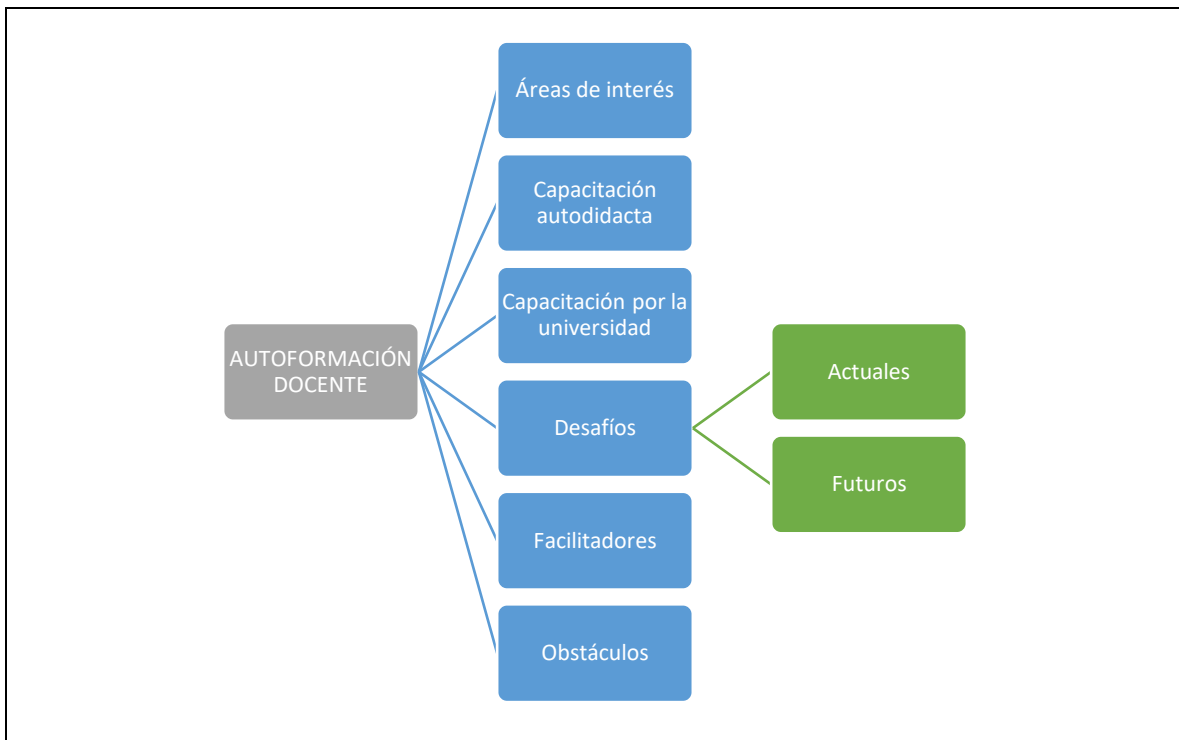 Áreas de interés
Capacitación
autodidacta
Capacitación por la
universidad
AUTOFORMACIÓN
DOCENTE
Desafíos
Actuales
Futuros
Facilitadores
Obstáculos